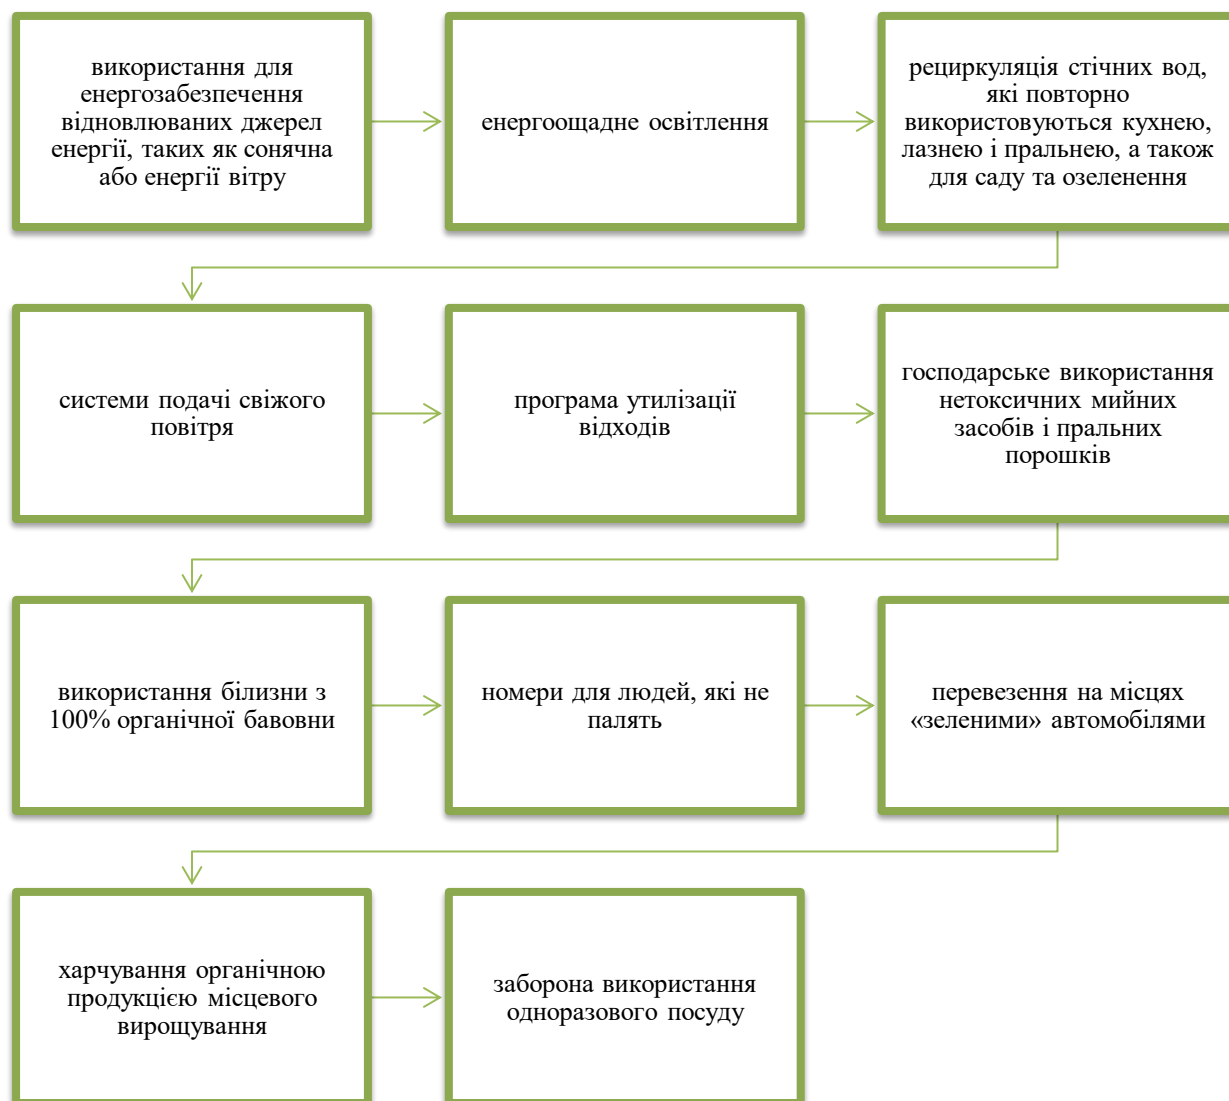 використання для
енергозабезпечення
відновлюваних джерел
енергії, таких як сонячна
або енергії вітру
енергоощадне освітлення
рециркуляція стічних вод,
які повторно
використовуються кухнею,
лазнею і пральнею, а також
для саду та озеленення
системи подачі свіжого
повітря
програма утилізації
відходів
господарське використання
нетоксичних мийних
засобів і пральних
порошків
використання білизни з
100% органічної бавовни
номери для людей, які не
палять
перевезення на місцях
«зеленими» автомобілями
харчування органічною
продукцією місцевого
вирощування
заборона використання
одноразового посуду